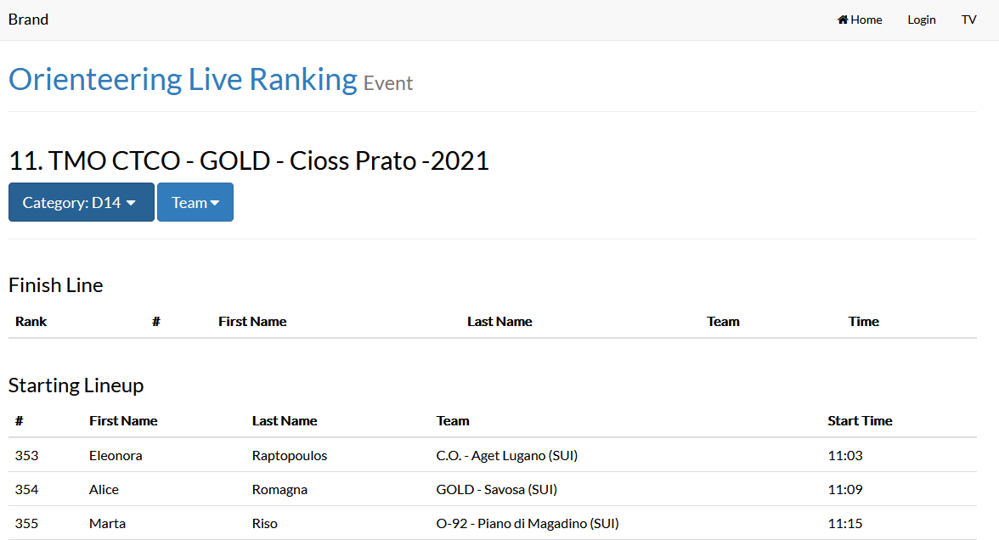 Brand Home Login TV
Orienteering Live Ranking Event
11. TMO CTCO - GOLD - Cioss Prato -2021
Category: D14 Team
Finish Line
Rank # First Name Last Name Team Time
Starting Lineup
# First Name Last Name Team Start Time
353 Eleonora Raptopoulos C.O. - Aget Lugano (SUI) 11:03
354 Alice Romagna GOLD - Savosa (SUI) 11:09
355 Marta Riso O-92 - Piano di Magadino (SUI) 11:15